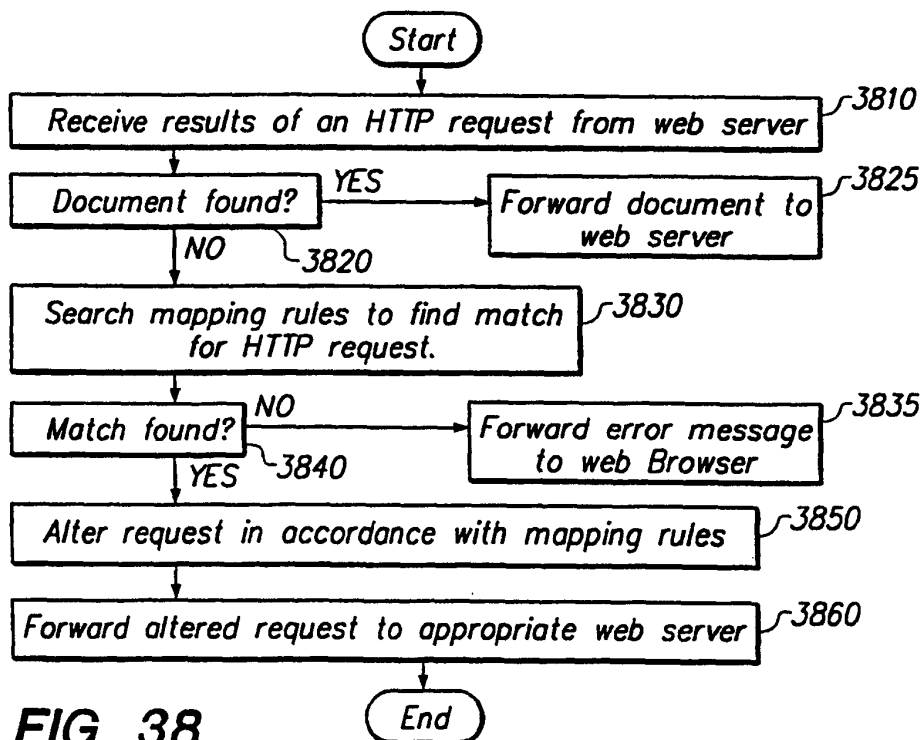 Start
Receive results of an HTTP request from web server
3810
Document found?
YES
NO
3820
Forward document to
web server
3825
Search mapping rules to find match
for HTTP request.
3830
Match found?
NO
YES
3840
Forward error message
to web Browser
3835
Alter request in accordance with mapping rules
3850
Forward altered request to appropriate web server
3860
End
FIG. 38